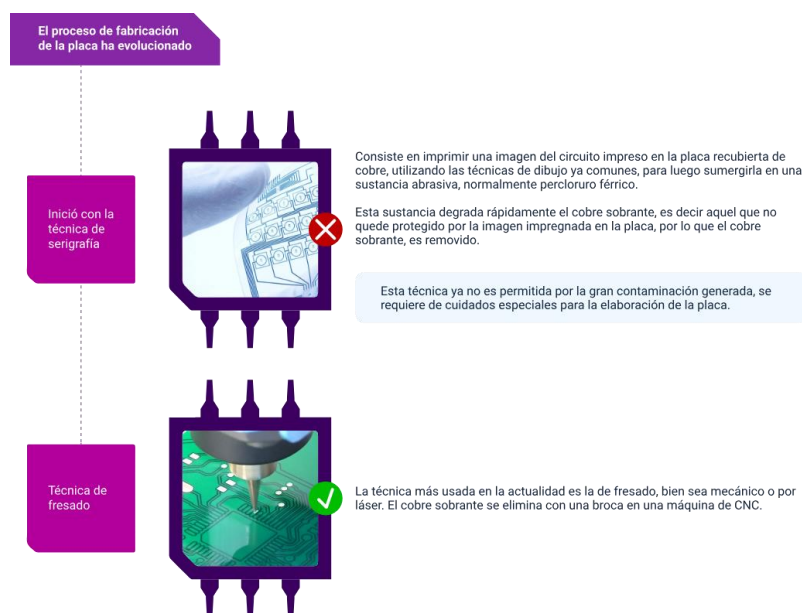 El proceso de fabricación
de la placa ha evolucionado
Inició con la
técnica de
serigrafía
Consiste en imprimir una imagen del circuito impreso en la placa recubierta de
cobre, utilizando las técnicas de dibujo ya comunes, para luego sumergirla en una
sustancia abrasiva, normalmente percloruro férrico.
Esta sustancia degrada rápidamente el cobre sobrante, es decir aquel que no
quede protegido por la imagen impregnada en la placa, por lo que el cobre
sobrante, es removido.
Esta técnica ya no es permitida por la gran contaminación generada, se
requiere de cuidados especiales para la elaboración de la placa.
Técnica de
fresado
La técnica más usada en la actualidad es la de fresado, bien sea mecánico o por
láser. El cobre sobrante se elimina con una broca en una máquina de CNC.